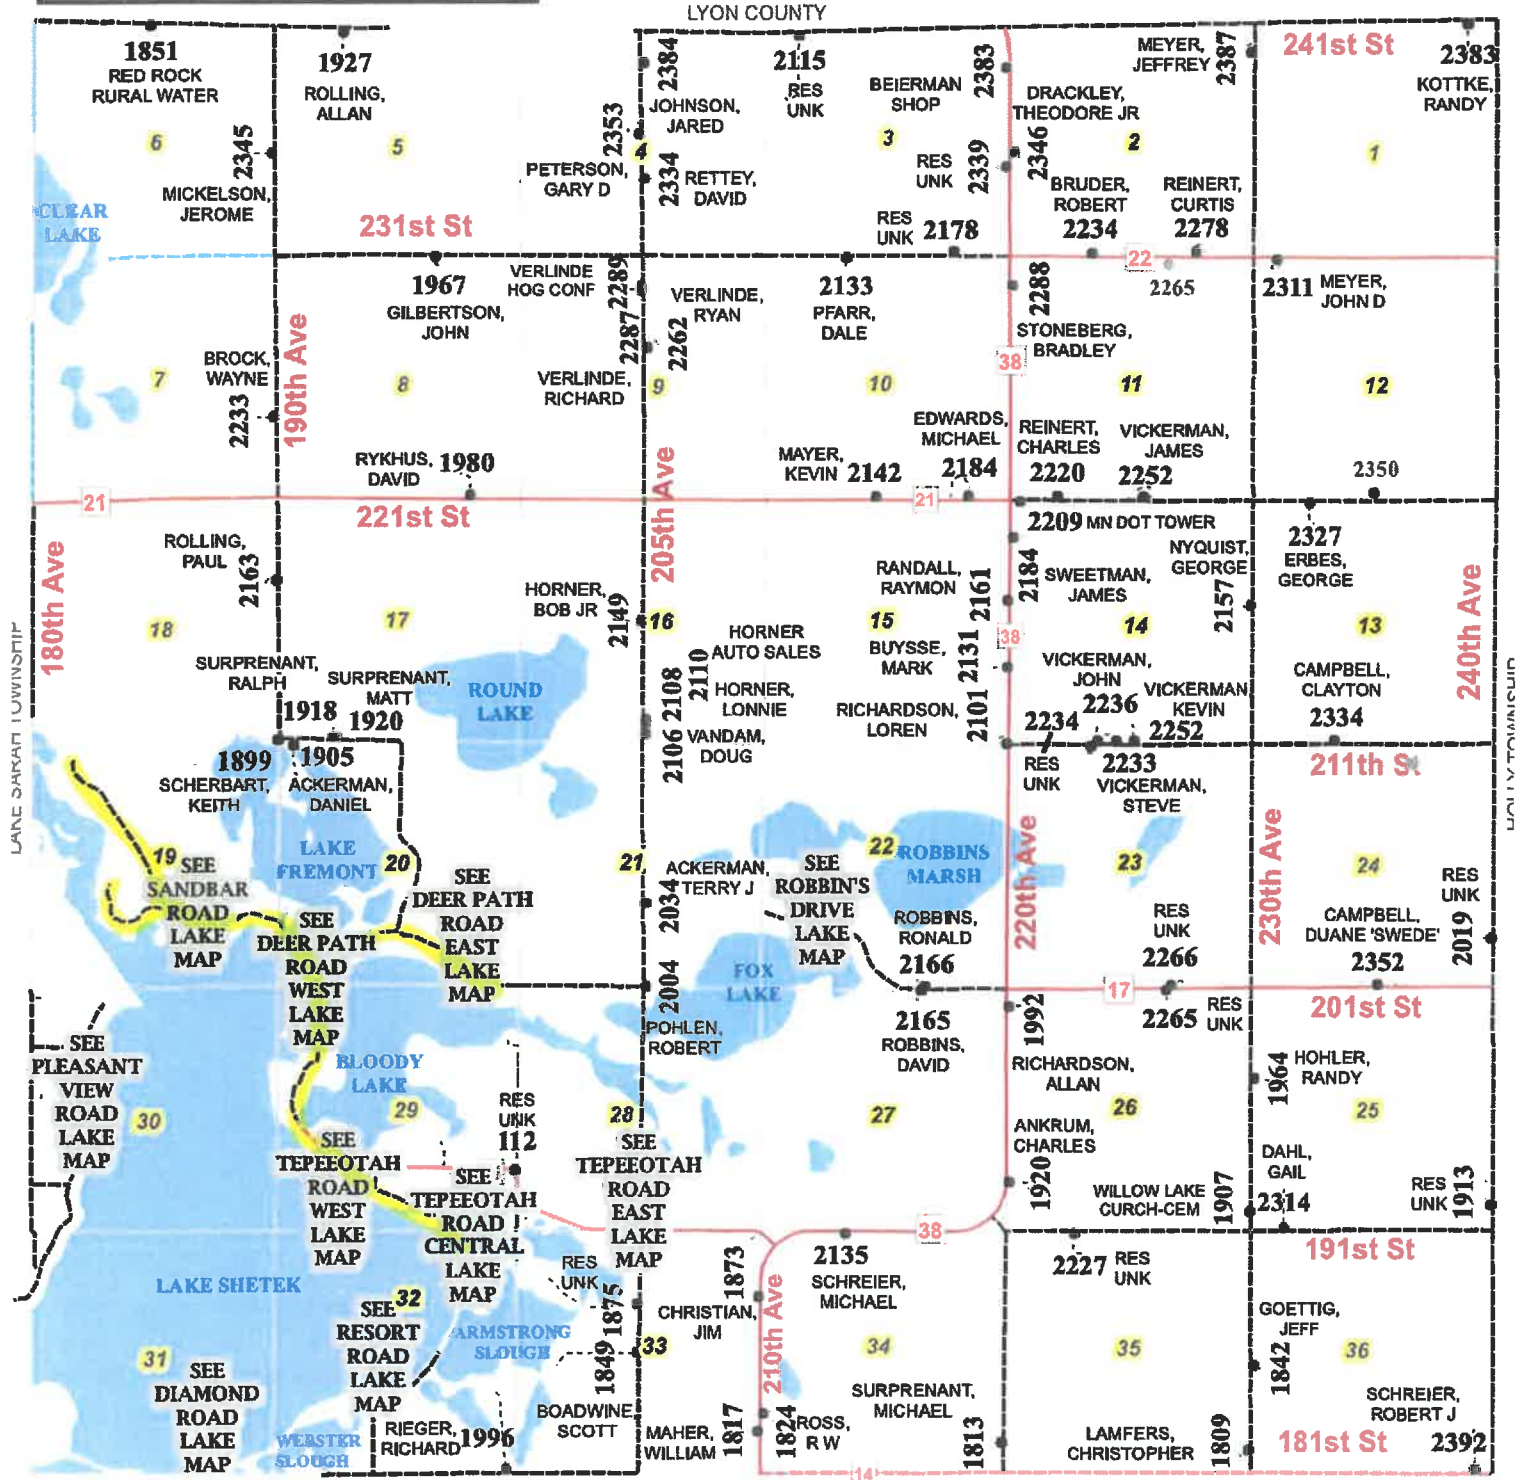 LYON COUNTY
1851
RED ROCK
RURAL WATER
1927
ROLLING,
ALLAN
2384
JOHNSON,
JARED
2115
RES
UNK
BEIERMAN
SHOP
2383
DRACKLEY,
THEODORE JR
MEYER,
JEFFREY
2387
241st St
2383
KOTTKE,
RANDY
6
2345
MICKELSON,
JEROME
5
2353
PETERSON,
GARY D
4
2334
RETTEY,
DAVID
3
RES
UNK
2339
2346
2
1
BRUDER,
ROBERT
2234
REINERT,
CURTIS
2278
CLEAR
LAKE
231st St
RES
UNK
2178
22
2265
1967
GILBERTSON,
JOHN
VERLINDE
HOG CONF
2289
VERLINDE,
RYAN
2133
PFARR,
DALE
2288
STONEBERG,
BRADLEY
2311
MEYER,
JOHN D
190th Ave
BROCK,
WAYNE
2233
7
8
2287
2262
VERLINDE,
RICHARD
9
10
38
11
12
RYKHUS,
DAVID
1980
205th Ave
MAYER,
KEVIN
2142
EDWARDS,
MICHAEL
2184
REINERT,
CHARLES
2220
VICKERMAN,
JAMES
2252
2350
21
221st St
21
2209 MN DOT TOWER
2327
ERBES,
GEORGE
180th Ave
ROLLING,
PAUL
2163
HORNER,
BOB JR
2149
RANDALL,
RAYMON
2161
2184
SWEETMAN,
JAMES
NYQUIST,
GEORGE
2157
240th Ave
LAKE SARAH TOWNSHIP
HOLLY TOWNSHIP
18
17
16
HORNER
AUTO SALES
2110
15
BUYSSE,
MARK
2131
38
14
13
SURPRENANT,
RALPH
1918
SURPRENANT,
MATT
1920
ROUND
LAKE
2108
HORNER,
LONNIE
2106
VANDAM,
DOUG
RICHARDSON,
LOREN
2101
VICKERMAN,
JOHN
2236
VICKERMAN
KEVIN
2252
2234
RES
UNK
2233
VICKERMAN,
STEVE
CAMPBELL,
CLAYTON
2334
211th St
1899
SCHERBART,
KEITH
1905
ACKERMAN,
DANIEL
19
SEE
SANDBAR
ROAD
LAKE
MAP
LAKE
FREMONT
20
SEE
DEER PATH
ROAD
EAST
LAKE
MAP
SEE
DEER PATH
ROAD
WEST
LAKE
MAP
21
ACKERMAN,
TERRY J
2034
SEE
ROBBIN'S
DRIVE
LAKE
MAP
22
ROBBINS
MARSH
220th Ave
23
230th Ave
24
RES
UNK
2019
ROBBINS,
RONALD
2166
RES
UNK
2266
CAMPBELL,
DUANE 'SWEDE'
2352
FOX
LAKE
2004
POHLEN,
ROBERT
2165
ROBBINS,
DAVID
1992
17
2265
RES
UNK
201st St
SEE
PLEASANT
VIEW
ROAD
LAKE
MAP
30
BLOODY
LAKE
29
RES
UNK
112
28
27
RICHARDSON,
ALLAN
26
1964
HOHLER,
RANDY
25
SEE
TEPEEOTAH
ROAD
WEST
LAKE
MAP
SEE
TEPEEOTAH
ROAD
CENTRAL
LAKE
MAP
SEE
TEPEEOTAH
ROAD
EAST
LAKE
MAP
ANKRUM,
CHARLES
1920
WILLOW LAKE
CURCH-CEM
1907
DAHL,
GAIL
2314
RES
UNK
1913
38
191st St
LAKE SHETEK
RES
UNK
1875
1873
210th Ave
2135
SCHREIER,
MICHAEL
2227
RES
UNK
SEE
RESORT
ROAD
LAKE
MAP
32
ARMSTRONG
SLOUGH
33
CHRISTIAN,
JIM
34
35
GOETTIG,
JEFF
1842
36
31
SEE
DIAMOND
ROAD
LAKE
MAP
WEBSTER
SLOUGH
RIEGER,
RICHARD
1996
1849
BOADWINE,
SCOTT
MAHER,
WILLIAM
1817
1824
ROSS,
R W
SURPRENANT,
MICHAEL
1813
LAMFERS,
CHRISTOPHER
1809
SCHREIER,
ROBERT J
2392
181st St
14